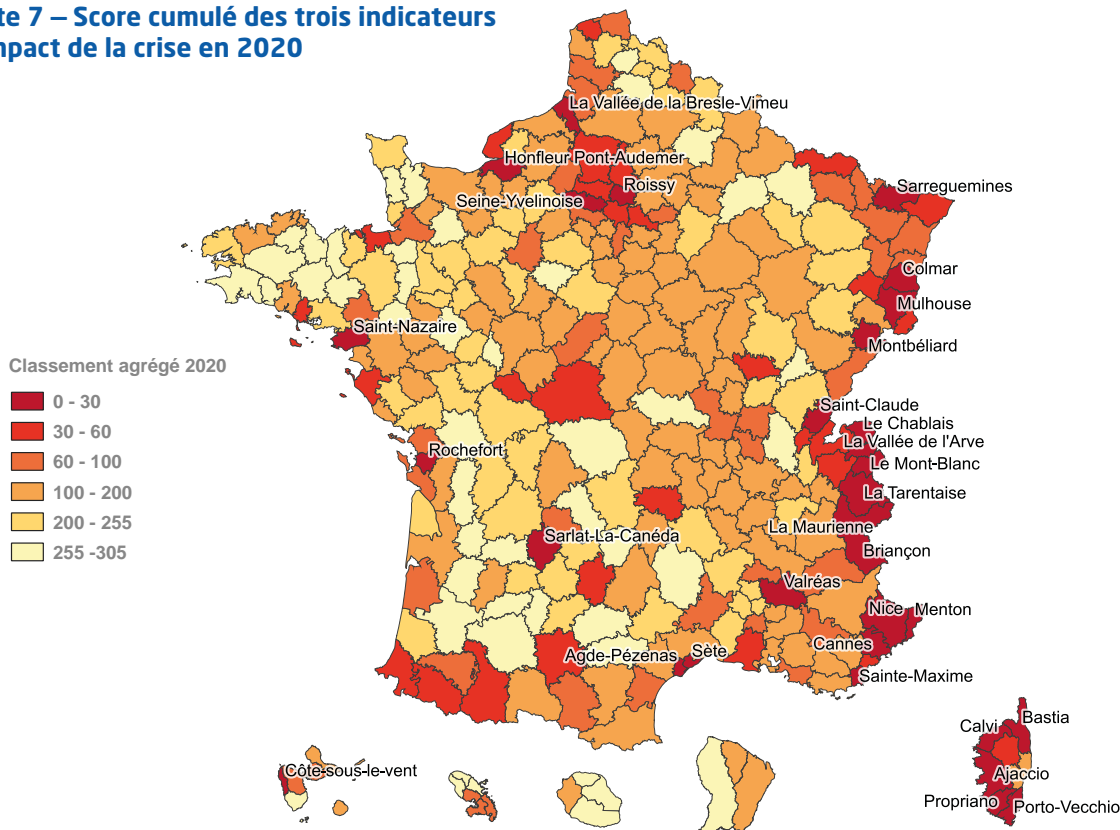 te 7 – Score cumulé des trois indicateurs
mpact de la crise en 2020
La Vallée de la Bresle-Vimeu
Honfleur Pont-Audemer
Roissy
Seine-Yvelinoise
Sarreguemines
Colmar
Mulhouse
Saint-Nazaire
Montbéliard
Classement agrégé 2020
0 - 30
30 - 60
60 - 100
100 - 200
200 - 255
255 -305
Saint-Claude
Le Chablais
La Vallée de l'Arve
Rochefort
Le Mont-Blanc
La Tarentaise
La Maurienne
Sarlat-La-Canéda
Briançon
Valréas
Nice
Menton
Cannes
Agde-Pézenas
Sète
Sainte-Maxime
Bastia
Calvi
Côte-sous-le-vent
Ajaccio
Propriano
Porto-Vecchio